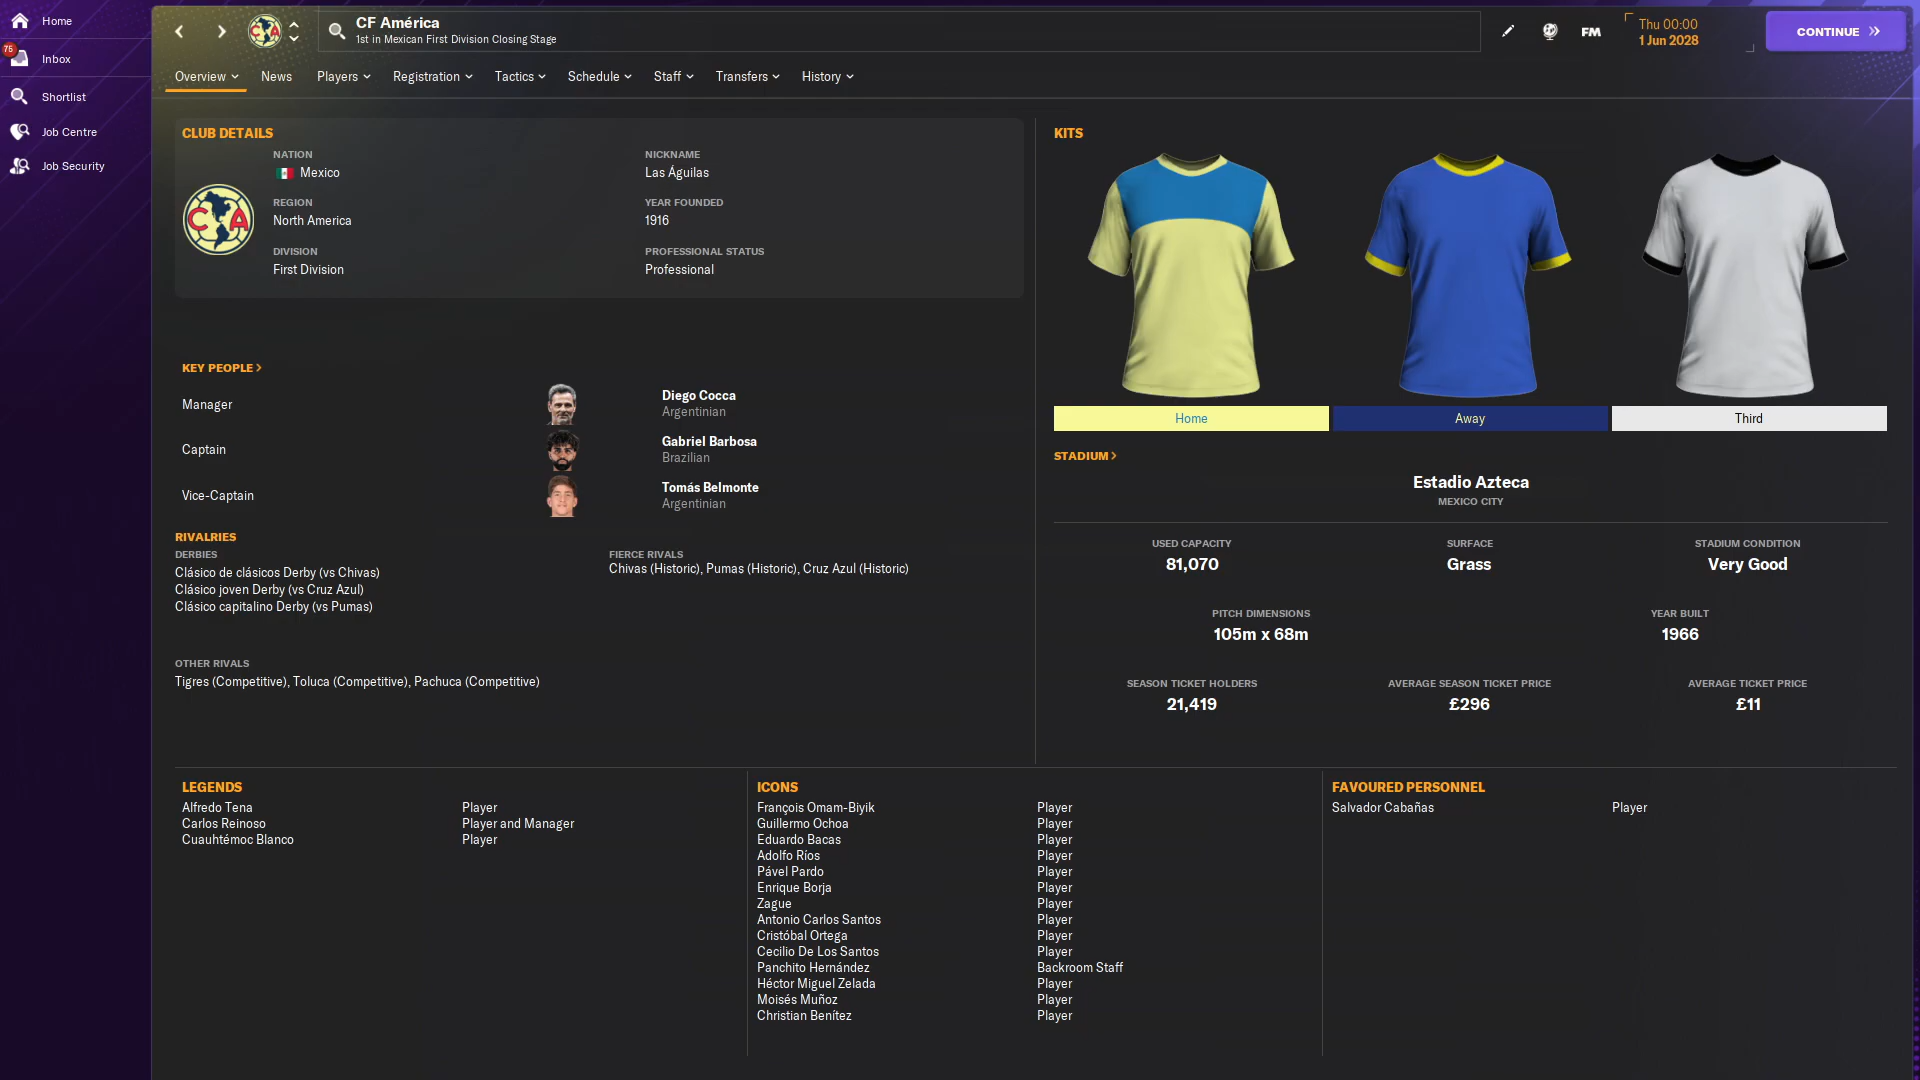 Home
75
Inbox
Shortlist
Job Centre
Job Security
CF América
1st in Mexican First Division Closing Stage
FM
Thu 00:00
1 Jun 2028
CONTINUE
Overview
News
Players
Registration
Tactics
Schedule
Staff
Transfers
History
CLUB DETAILS
CA
NATION
Mexico
NICKNAME
Las Águilas
REGION
North America
YEAR FOUNDED
1916
DIVISION
First Division
PROFESSIONAL STATUS
Professional
KEY PEOPLE
Manager
Diego Cocca
Argentinian
Captain
Gabriel Barbosa
Brazilian
Vice-Captain
Tomás Belmonte
Argentinian
RIVALRIES
DERBIES
Clásico de clásicos Derby (vs Chivas)
Clásico joven Derby (vs Cruz Azul)
Clásico capitalino Derby (vs Pumas)
FIERCE RIVALS
Chivas (Historic), Pumas (Historic), Cruz Azul (Historic)
OTHER RIVALS
Tigres (Competitive), Toluca (Competitive), Pachuca (Competitive)
KITS
Home
Away
Third
STADIUM
Estadio Azteca
MEXICO CITY
USED CAPACITY
81,070
SURFACE
Grass
STADIUM CONDITION
Very Good
PITCH DIMENSIONS
105m x 68m
YEAR BUILT
1966
SEASON TICKET HOLDERS
21,419
AVERAGE SEASON TICKET PRICE
£296
AVERAGE TICKET PRICE
£11
LEGENDS
Alfredo Tena Player
Carlos Reinoso Player and Manager
Cuauhtémoc Blanco Player
ICONS
François Omam-Biyik Player
Guillermo Ochoa Player
Eduardo Bacas Player
Adolfo Ríos Player
Pável Pardo Player
Enrique Borja Player
Zague Player
Antonio Carlos Santos Player
Cristóbal Ortega Player
Cecilio De Los Santos Player
Panchito Hernández Backroom Staff
Héctor Miguel Zelada Player
Moisés Muñoz Player
Christian Benítez Player
FAVOURED PERSONNEL
Salvador Cabañas Player